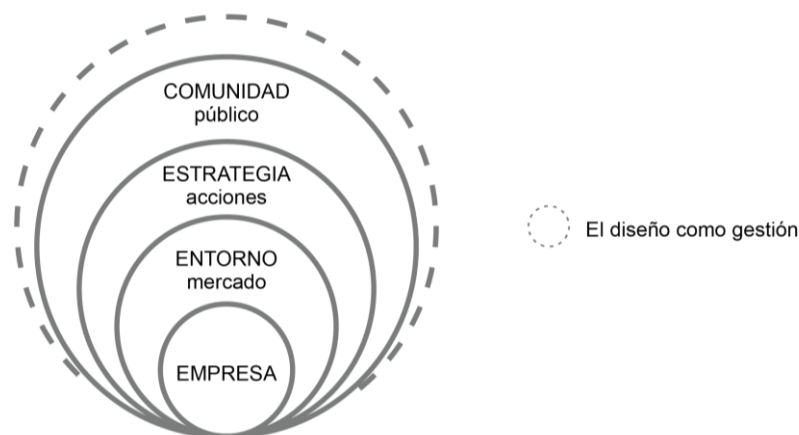 COMUNIDAD
público
ESTRATEGIA
acciones
ENTORNO
mercado
EMPRESA
El diseño como gestión